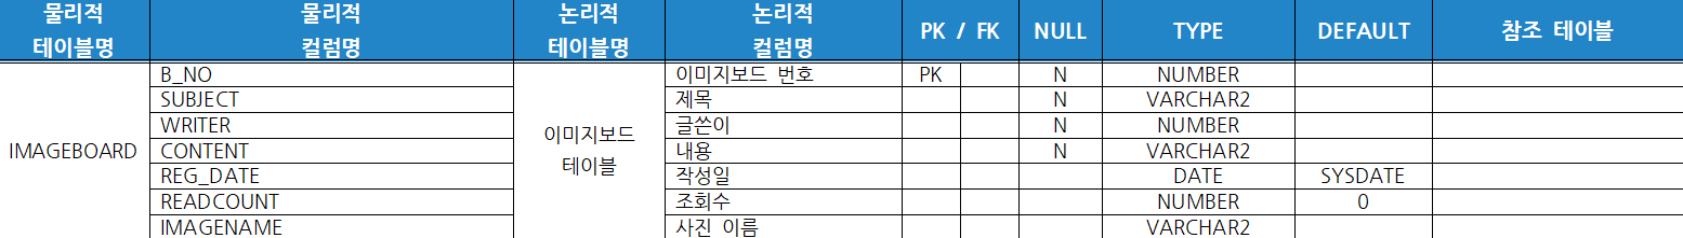 물리적 테이블명 물리적 컬럼명 논리적 테이블명 논리적 컬럼명 PK / FK NULL TYPE DEFAULT 참조 테이블
IMAGEBOARD 이미지보드 테이블
B_NO 이미지보드 번호 PK N NUMBER
SUBJECT 제목 N VARCHAR2
WRITER 글쓴이 N NUMBER
CONTENT 내용 N VARCHAR2
REG_DATE 작성일 DATE SYSDATE
READCOUNT 조회수 NUMBER 0
IMAGENAME 사진 이름 VARCHAR2